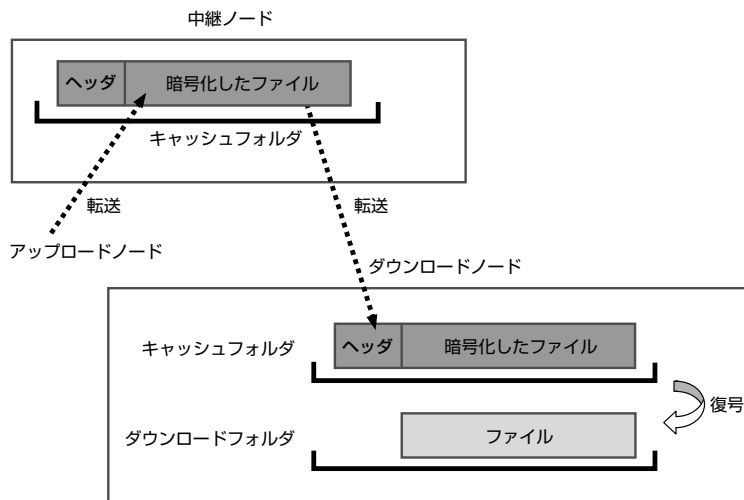 中継ノード
ヘッダ 暗号化したファイル
キャッシュフォルダ
転送 転送
アップロードノード
ダウンロードノード
キャッシュフォルダ ヘッダ 暗号化したファイル
復号
ダウンロードフォルダ ファイル